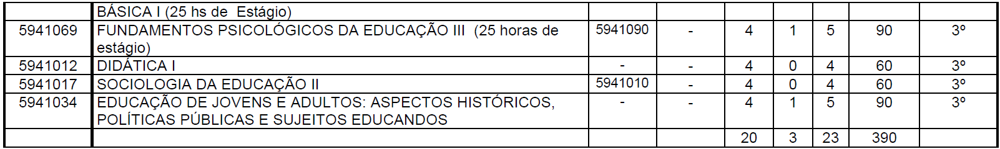 BÁSICA I (25 hs de  Estágio)
5941069 FUNDAMENTOS PSICOLÓGICOS DA EDUCAÇÃO III  (25 horas de 5941090 - 4 1 5 90 3º
estágio)
5941012 DIDÁTICA I - - 4 0 4 60 3º
5941017 SOCIOLOGIA DA EDUCAÇÃO II 5941010 - 4 0 4 60 3º
5941034 EDUCAÇÃO DE JOVENS E ADULTOS: ASPECTOS HISTÓRICOS, - - 4 1 5 90 3º
POLÍTICAS PÚBLICAS E SUJEITOS EDUCANDOS
20 3 23 390